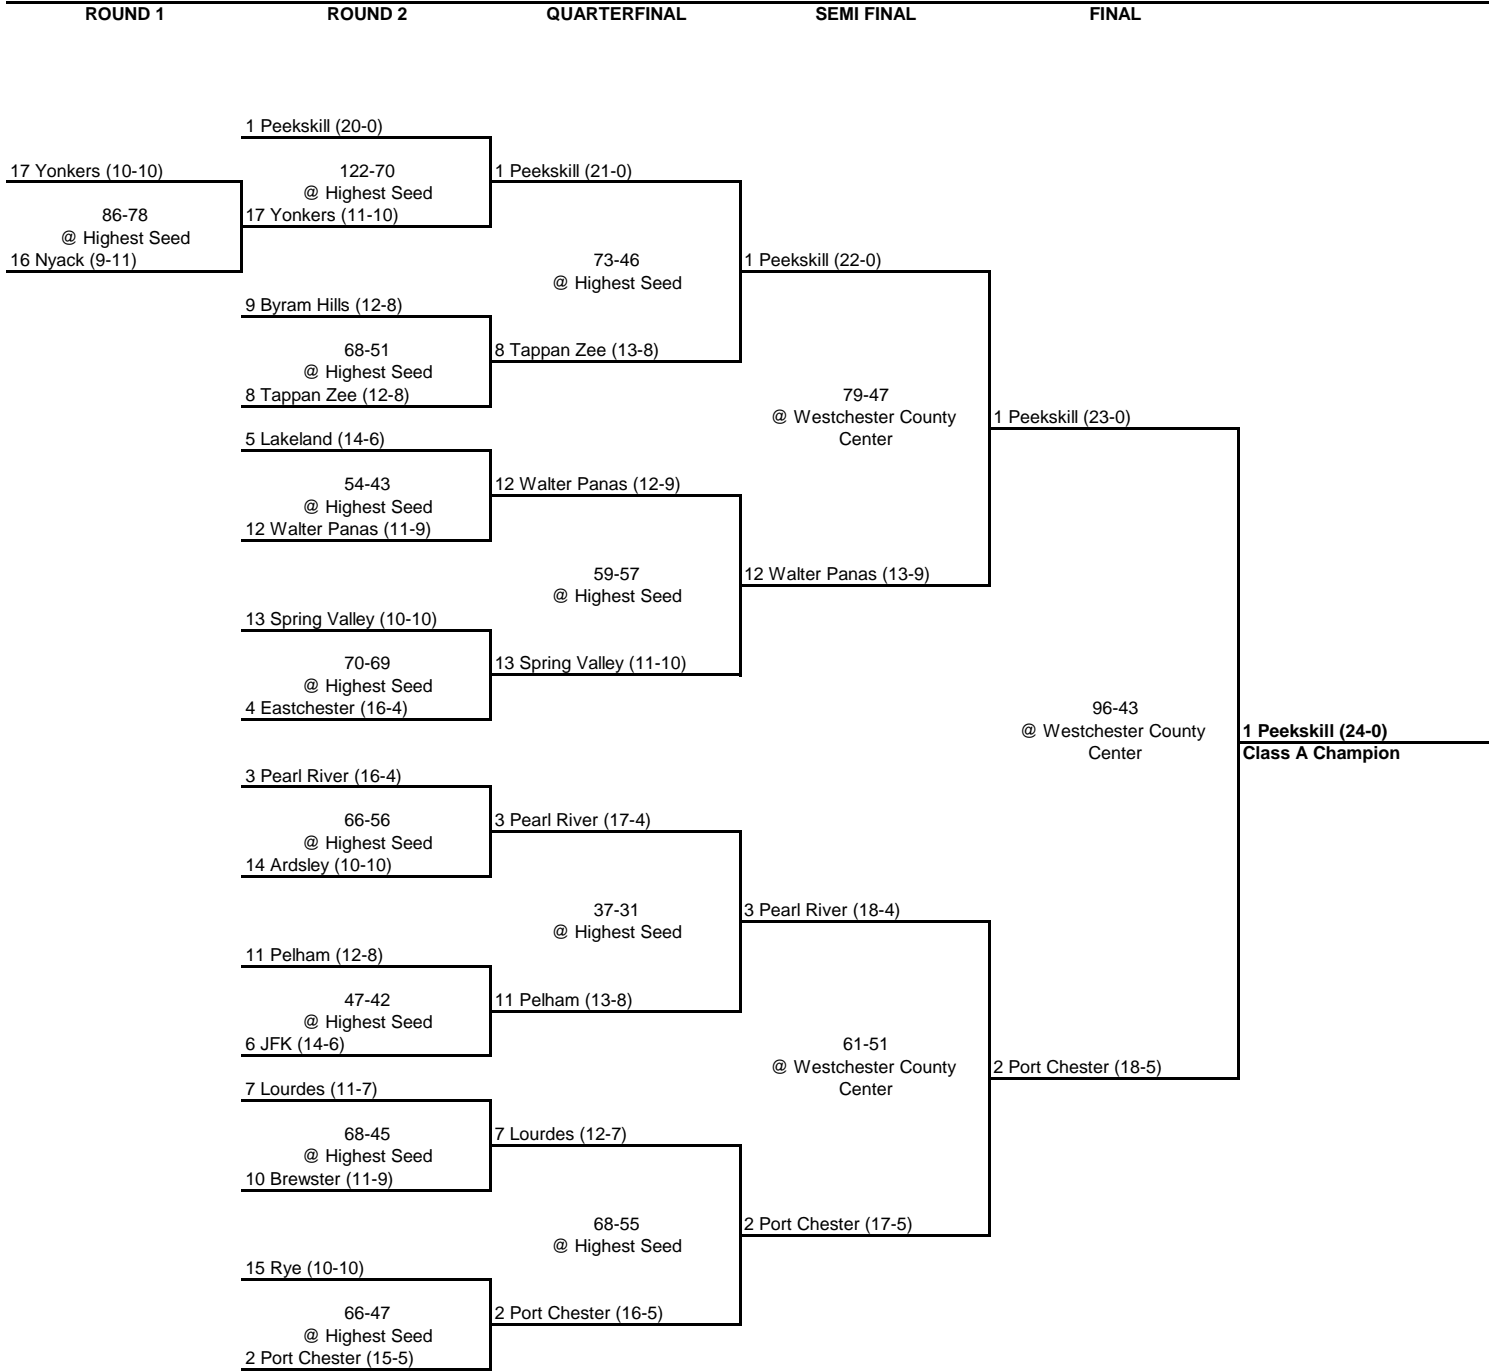 ROUND 1 ROUND 2 QUARTERFINAL SEMI FINAL FINAL
1 Peekskill (20-0)
17 Yonkers (10-10) 122-70 1 Peekskill (21-0)
@ Highest Seed
86-78 17 Yonkers (11-10)
@ Highest Seed
16 Nyack (9-11) 73-46 1 Peekskill (22-0)
@ Highest Seed
9 Byram Hills (12-8)
68-51 8 Tappan Zee (13-8)
@ Highest Seed
8 Tappan Zee (12-8) 79-47
@ Westchester County 1 Peekskill (23-0)
5 Lakeland (14-6) Center
54-43 12 Walter Panas (12-9)
@ Highest Seed
12 Walter Panas (11-9)
59-57 12 Walter Panas (13-9)
@ Highest Seed
13 Spring Valley (10-10)
70-69 13 Spring Valley (11-10)
@ Highest Seed
4 Eastchester (16-4) 96-43
@ Westchester County 1 Peekskill (24-0)
Center Class A Champion
3 Pearl River (16-4)
66-56 3 Pearl River (17-4)
@ Highest Seed
14 Ardsley (10-10)
37-31 3 Pearl River (18-4)
@ Highest Seed
11 Pelham (12-8)
47-42 11 Pelham (13-8)
@ Highest Seed
6 JFK (14-6) 61-51
@ Westchester County 2 Port Chester (18-5)
7 Lourdes (11-7) Center
68-45 7 Lourdes (12-7)
@ Highest Seed
10 Brewster (11-9)
68-55 2 Port Chester (17-5)
@ Highest Seed
15 Rye (10-10)
66-47 2 Port Chester (16-5)
@ Highest Seed
2 Port Chester (15-5)